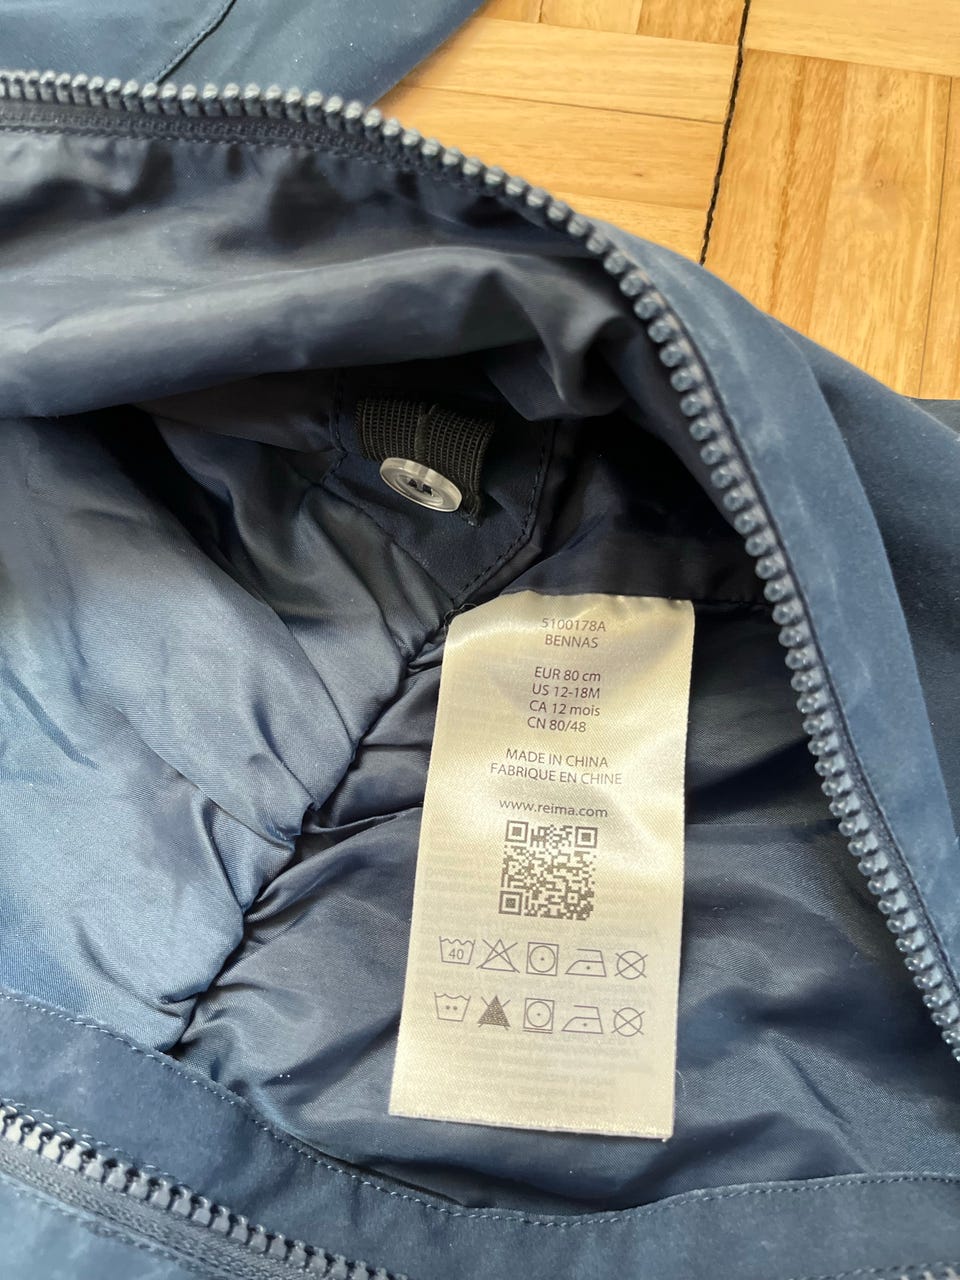 5100178A
BENNAS
EUR 80 cm
US 12-18M
CA 12 mois
CN 80/48
MADE IN CHINA
FABRIQUE EN CHINE
www.reima.com
40